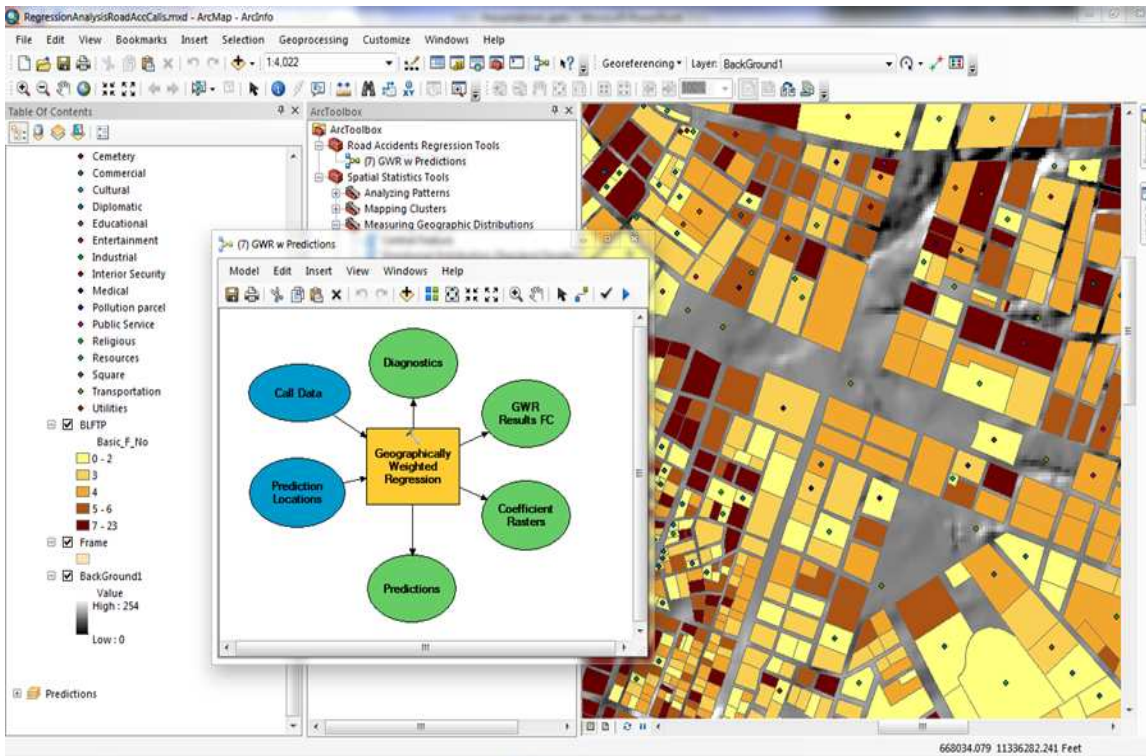 RegressionAnalysisRoadAccCalls.mxd - ArcMap - ArcInfo
File Edit View Bookmarks Insert Selection Geoprocessing Customize Windows Help
1:4,022
Georeferencing
Layer: BackGround1
Table Of Contents
Cemetery
Commercial
Cultural
Diplomatic
Educational
Entertainment
Industrial
Interior Security
Medical
Pollution parcel
Public Service
Religious
Resources
Square
Transportation
Utilities
BLFTP
Basic_F_No
0 - 2
3
4
5 - 6
7 - 23
Frame
BackGround1
Value
High : 254
Low : 0
Predictions
ArcToolbox
ArcToolbox
Road Accidents Regression Tools
(7) GWR w Predictions
Spatial Statistics Tools
Analyzing Patterns
Mapping Clusters
Measuring Geographic Distributions
(7) GWR w Predictions
Model Edit Insert View Windows Help
Diagnostics
Call Data
GWR
Results FC
Geographically
Weighted
Regression
Prediction
Locations
Coefficient
Rasters
Predictions
668034.079 11336282.241 Feet